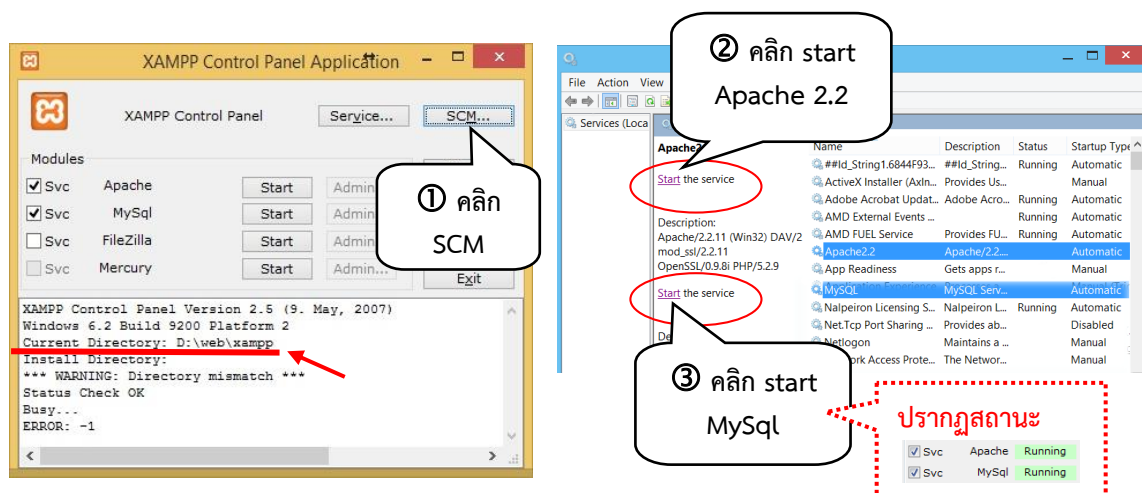 XAMPP Control Panel Application
XAMPP Control Panel
Service...
SCM...
Modules
Svc Apache Start Admin
Svc MySql Start Admin
Svc FileZilla Start Admin
Svc Mercury Start Admin...
Exit
XAMPP Control Panel Version 2.5 (9. May, 2007)
Windows 6.2 Build 9200 Platform 2
Current Directory: D:\web\xampp
Install Directory:
*** WARNING: Directory mismatch ***
Status Check OK
Busy...
ERROR: -1
① คลิก
SCM
② คลิก start
Apache 2.2
File Action View
Services (Loca
Apache2
Start the service
Description:
Apache/2.2.11 (Win32) DAV/2
mod_ssl/2.2.11
OpenSSL/0.9.8i PHP/5.2.9
Start the service
De
Name Description Status Startup Type
##Id_String1.6844F93... ##Id_String... Running Automatic
ActiveX Installer (AxIn... Provides Us... Manual
Adobe Acrobat Updat... Adobe Acro... Running Automatic
AMD External Events ... Running Automatic
AMD FUEL Service Provides FU... Running Automatic
Apache2.2 Apache/2.2.... Automatic
App Readiness Gets apps r... Manual
MySQL MySQL Serv... Automatic
Nalpeiron Licensing S... Nalpeiron L... Running Automatic
Net.Tcp Port Sharing ... Provides ab... Disabled
Netlogon Maintains a ... Manual
ork Access Prote... The Networ... Manual
③ คลิก start
MySql
ปรากฏสถานะ
Svc Apache Running
Svc MySql Running